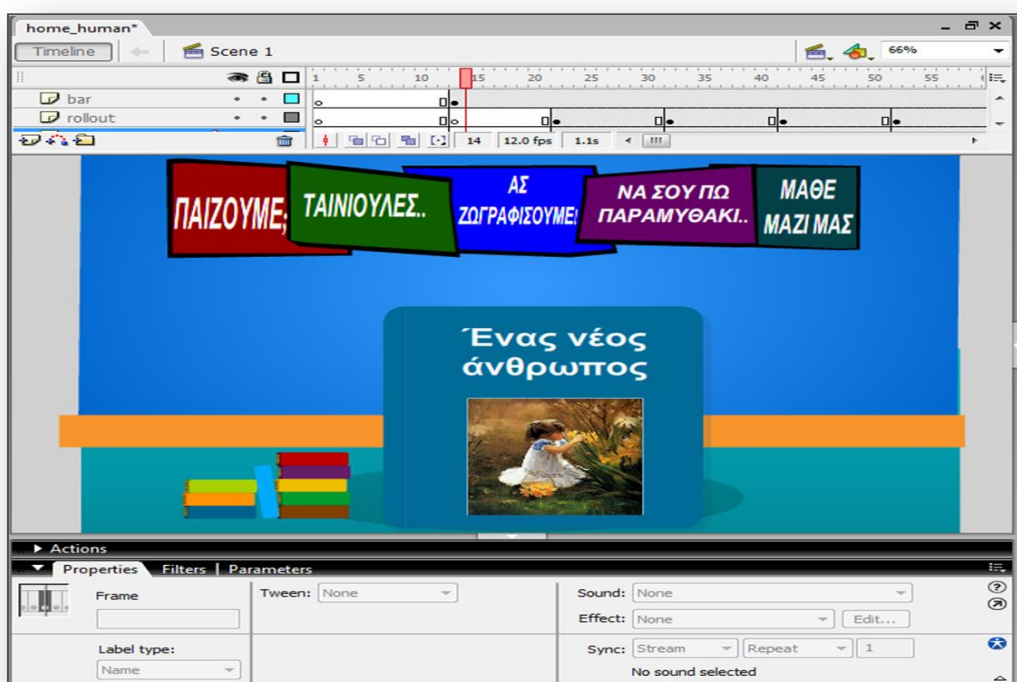 home_human*
Timeline
Scene 1
66%
1 5 10 15 20 25 30 35 40 45 50 55
bar
rollout
14 12.0 fps 1.1s
ΠΑΙΖΟΥΜΕ;
ΤΑΙΝΙΟΥΛΕΣ..
ΑΣ
ΖΩΓΡΑΦΙΣΟΥΜΕ!
ΝΑ ΣΟΥ ΠΩ
ΠΑΡΑΜΥΘΑΚΙ..
ΜΑΘΕ
ΜΑΖΙ ΜΑΣ
Ένας νέος
άνθρωπος
Actions
Properties Filters Parameters
Frame
Tween: None
Sound: None
Effect: None Edit...
Label type:
Name
Sync: Stream Repeat 1
No sound selected